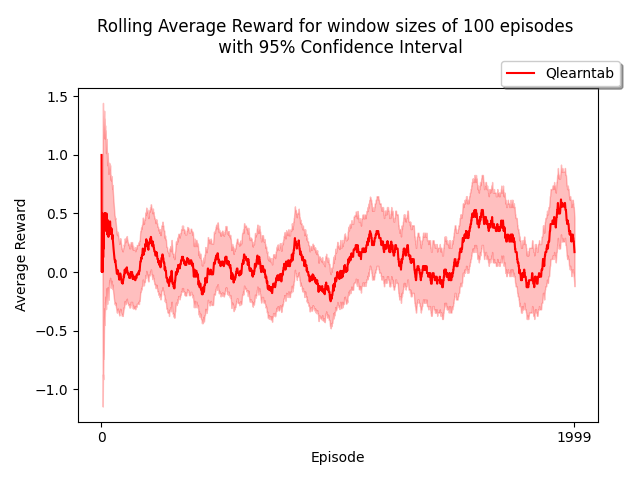 Rolling Average Reward for window sizes of 100 episodes
with 95% Confidence Interval
Qlearntab
1.5
1.0
0.5
0.0
−0.5
−1.0
Average Reward
0
1999
Episode